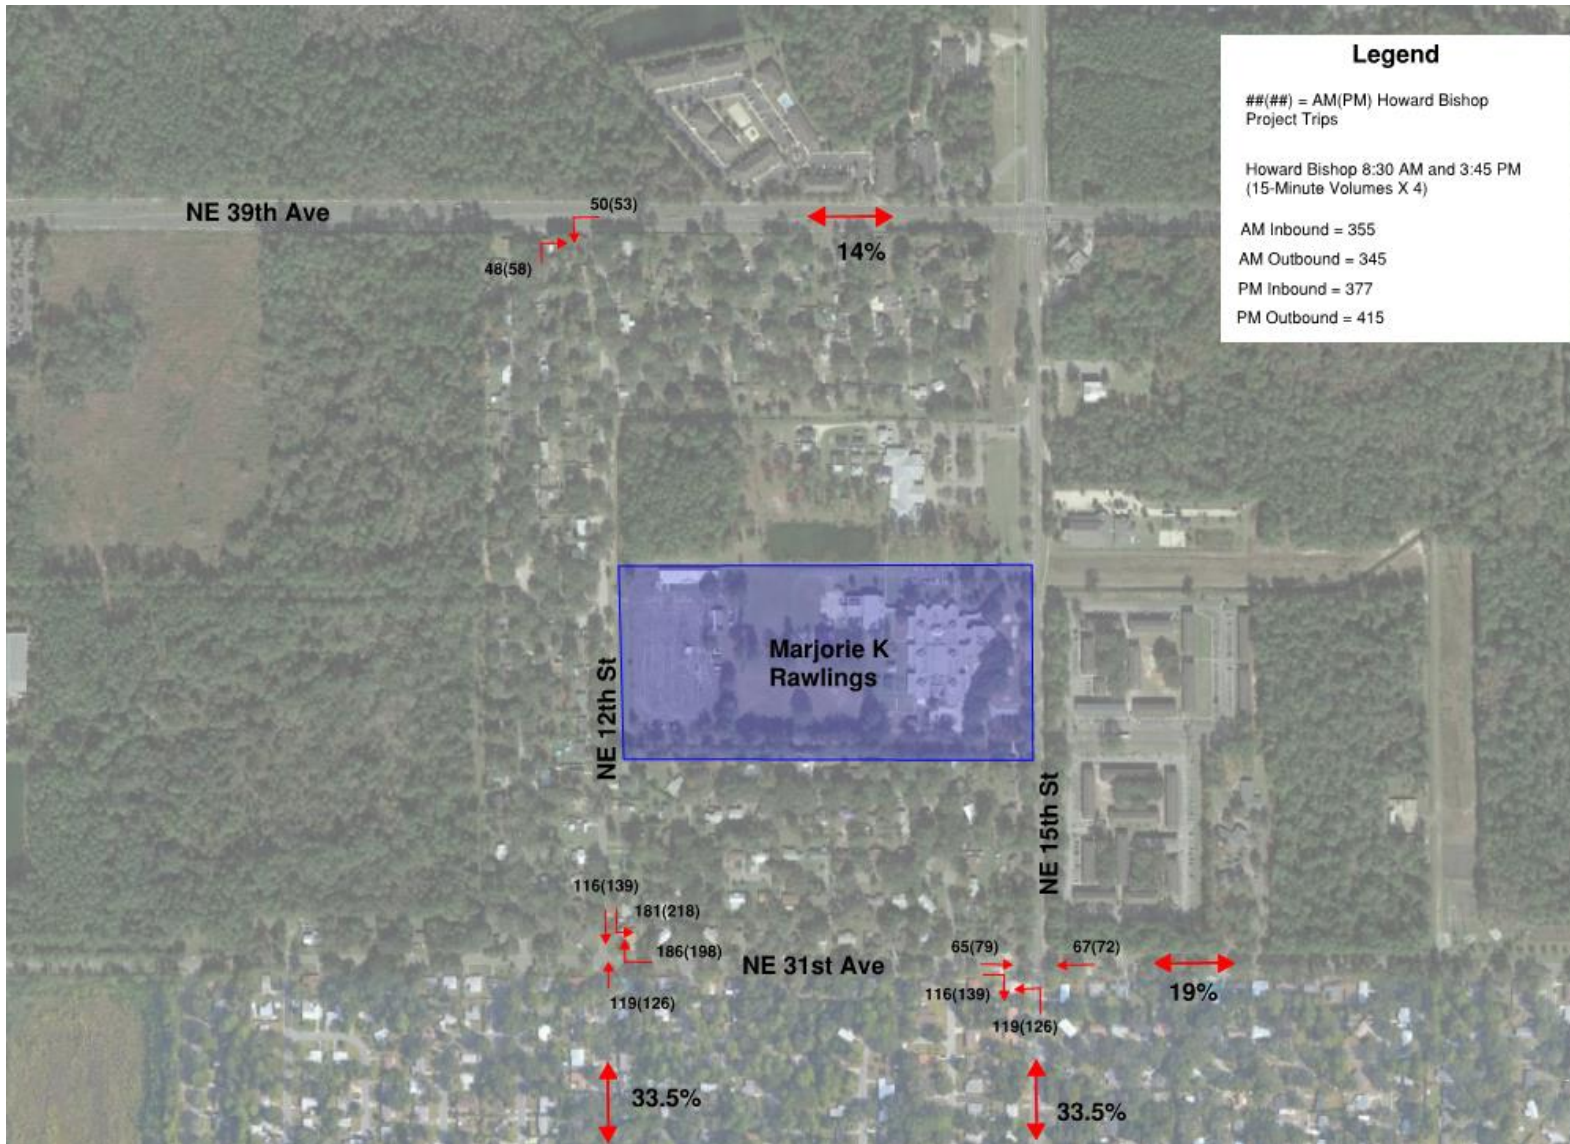 Legend
##(##) = AM(PM) Howard Bishop
Project Trips
Howard Bishop 8:30 AM and 3:45 PM
(15-Minute Volumes X 4)
AM Inbound = 355
AM Outbound = 345
PM Inbound = 377
PM Outbound = 415
NE 39th Ave
50(53)
48(58)
14%
Marjorie K
Rawlings
NE 12th St
NE 15th St
116(139)
181(218)
186(198)
119(126)
NE 31st Ave
65(79)
67(72)
116(139)
119(126)
19%
33.5%
33.5%